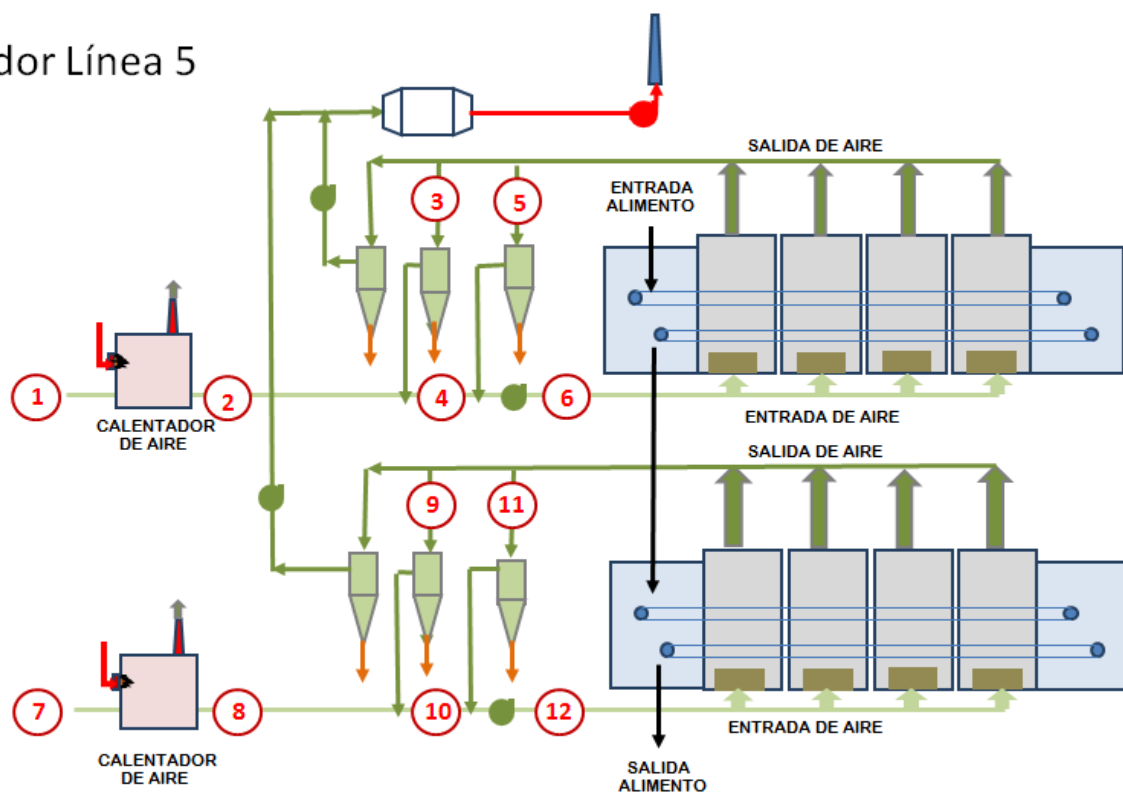 dor Línea 5
SALIDA DE AIRE
ENTRADA
ALIMENTO
3
5
1
2
4
6
CALENTADOR
DE AIRE
ENTRADA DE AIRE
SALIDA DE AIRE
9
11
7
8
10
12
ENTRADA DE AIRE
CALENTADOR
DE AIRE
SALIDA
ALIMENTO